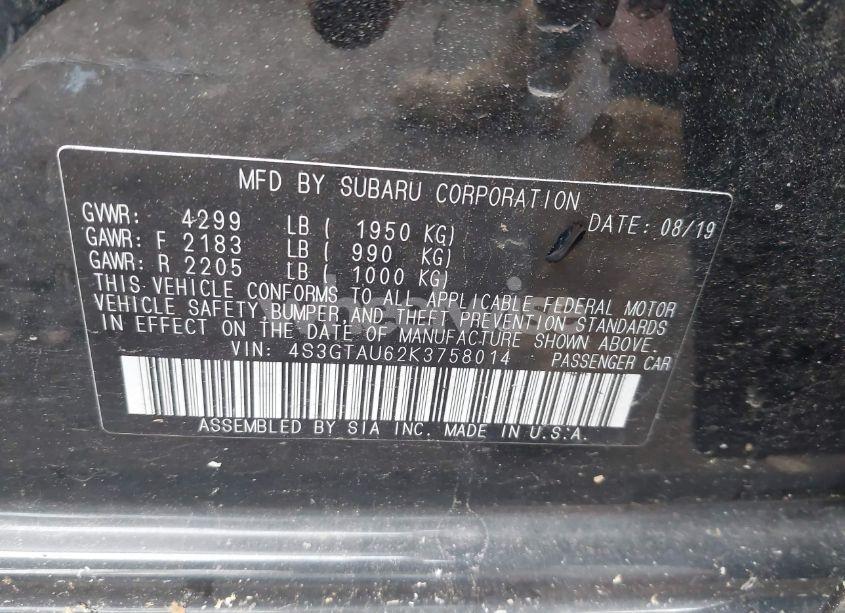 MFD BY SUBARU CORPORATION
GVWR: 4299 LB ( 1950 KG) DATE: 08/19
GAWR: F 2183 LB ( 990 KG)
GAWR: R 2205 LB ( 1000 KG)
THIS VEHICLE CONFORMS TO ALL APPLICABLE FEDERAL MOTOR
VEHICLE SAFETY, BUMPER, AND THEFT PREVENTION STANDARDS
IN EFFECT ON THE DATE OF MANUFACTURE SHOWN ABOVE.
VIN: 4S3GTAU62K3758014 PASSENGER CAR
ASSEMBLED BY SIA INC. MADE IN U.S.A.